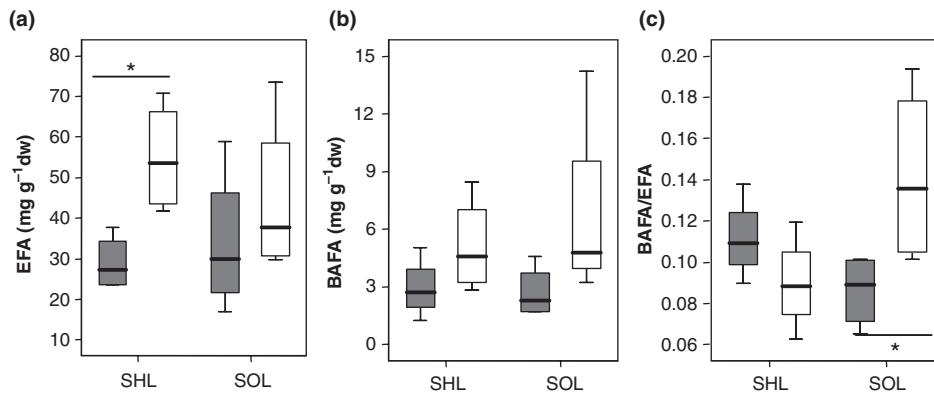 (a)
EFA (mg g⁻¹dw)
80
70
60
50
40
30
20
10
*
SHL SOL
(b)
BAFA (mg g⁻¹dw)
15
12
9
6
3
0
SHL SOL
(c)
BAFA/EFA
0.20
0.18
0.16
0.14
0.12
0.10
0.08
0.06
*
SHL SOL